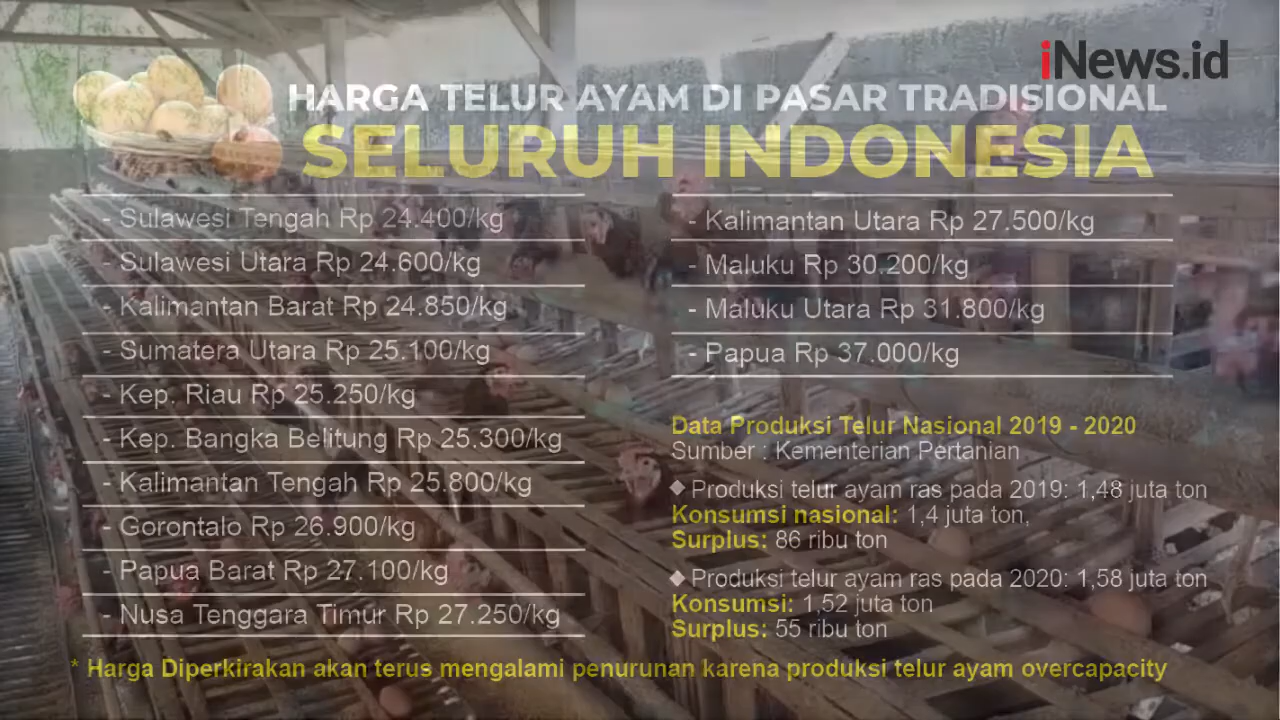 iNews.id
HARGA TELUR AYAM DI PASAR TRADISIONAL
SELURUH INDONESIA
- Sulawesi Tengah Rp 24.400/kg
- Sulawesi Utara Rp 24.600/kg
- Kalimantan Barat Rp 24.850/kg
- Sumatera Utara Rp 25.100/kg
- Kep. Riau Rp 25.250/kg
- Kep. Bangka Belitung Rp 25.300/kg
- Kalimantan Tengah Rp 25.800/kg
- Gorontalo Rp 26.900/kg
- Papua Barat Rp 27.100/kg
- Nusa Tenggara Timur Rp 27.250/kg
- Kalimantan Utara Rp 27.500/kg
- Maluku Rp 30.200/kg
- Maluku Utara Rp 31.800/kg
- Papua Rp 37.000/kg
Data Produksi Telur Nasional 2019 - 2020
Sumber : Kementerian Pertanian
◆ Produksi telur ayam ras pada 2019: 1,48 juta ton
Konsumsi nasional: 1,4 juta ton,
Surplus: 86 ribu ton
◆ Produksi telur ayam ras pada 2020: 1,58 juta ton
Konsumsi: 1,52 juta ton
Surplus: 55 ribu ton
* Harga Diperkirakan akan terus mengalami penurunan karena produksi telur ayam overcapacity